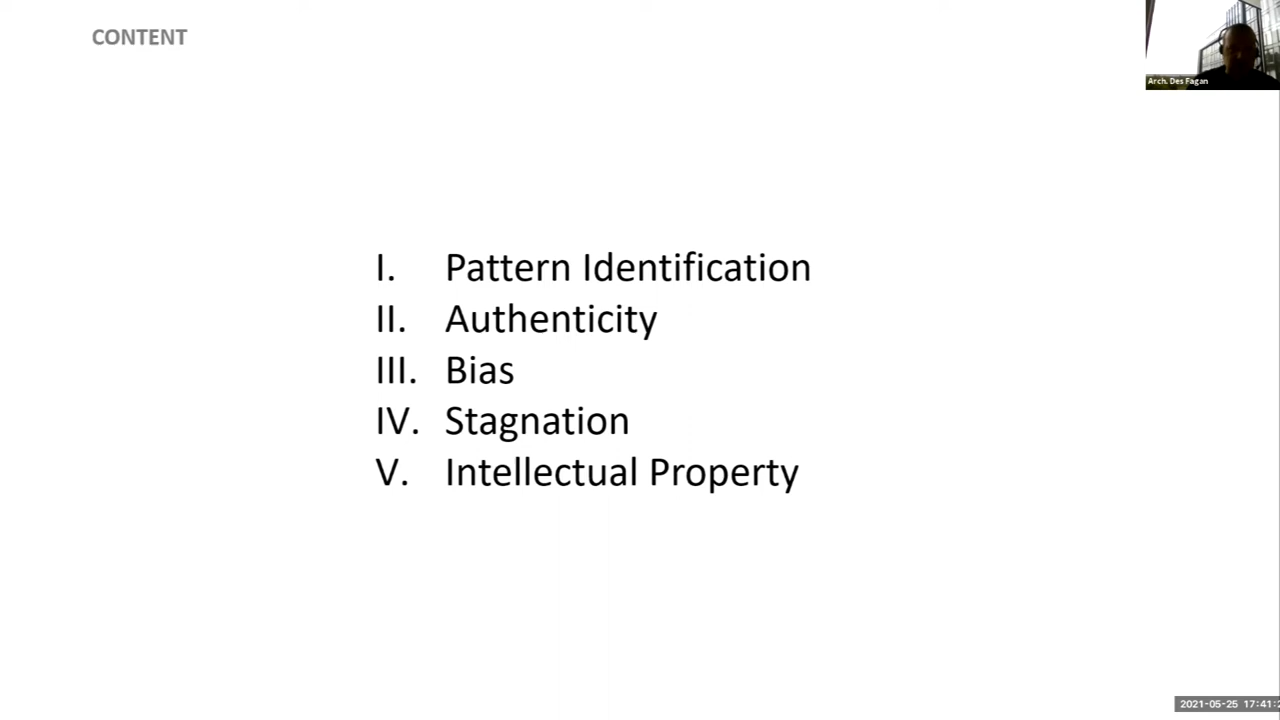 CONTENT
Arch. Des Fagan
I. Pattern Identification
II. Authenticity
III. Bias
IV. Stagnation
V. Intellectual Property
2021-05-25 17:41: